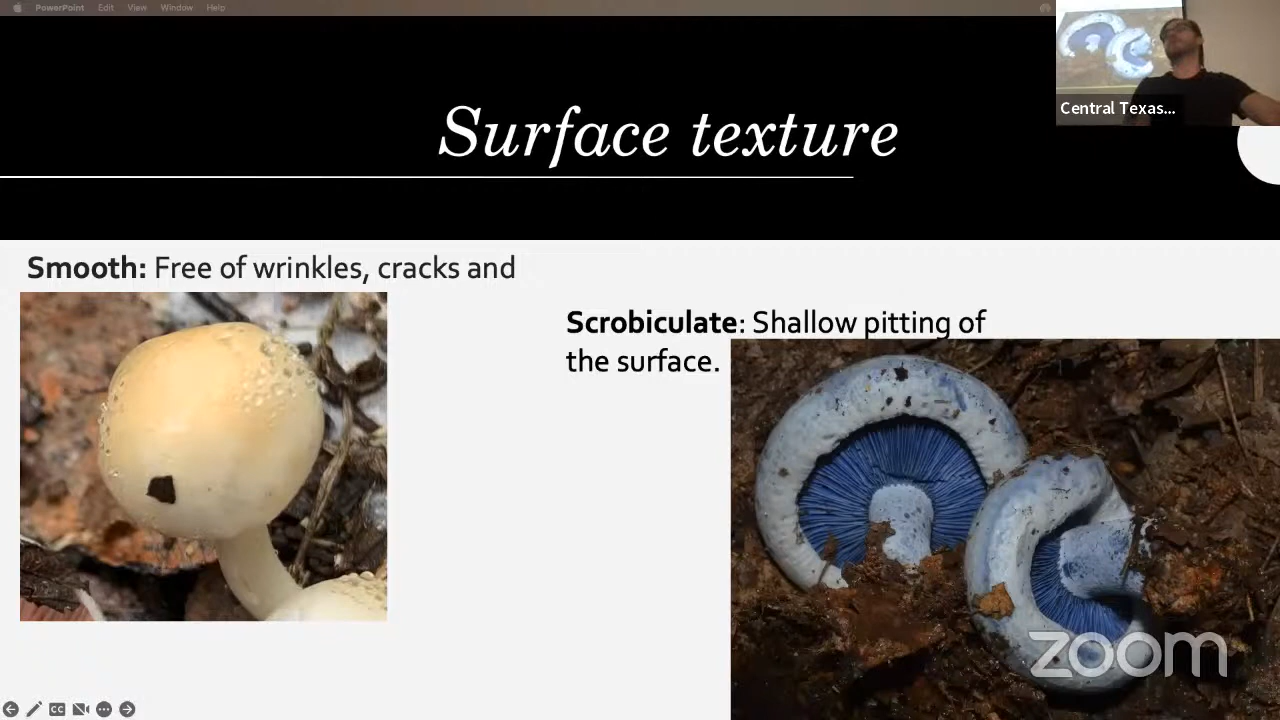 PowerPoint Edit View Window Help
Central Texas...
Surface texture
Smooth: Free of wrinkles, cracks and
Scrobiculate: Shallow pitting of
the surface.
zoom
CC